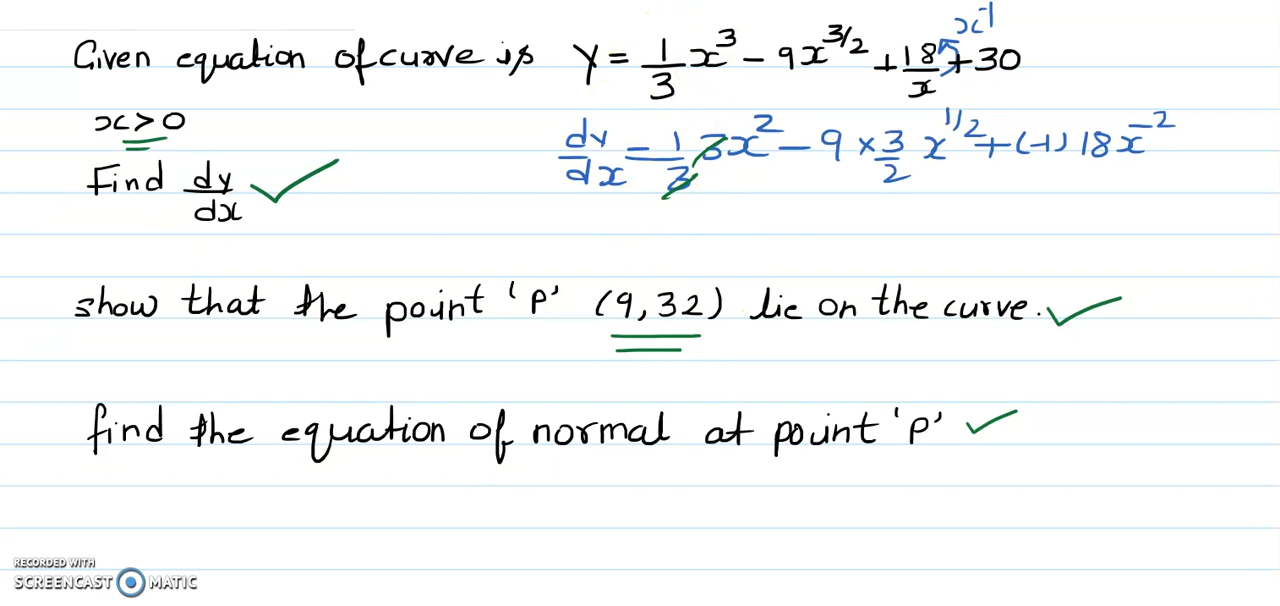 Given equation of curve is y = 1/3 x^3 - 9x^3/2 + 18/x + 30
x^-1
x > 0
dy/dx = 1/3 3x^2 - 9 × 3/2 x^1/2 + (-1) 18x^-2
Find dy/dx
show that the point 'P' (9, 32) lie on the curve.
find the equation of normal at point 'P'
RECORDED WITH
SCREENCAST MATIC